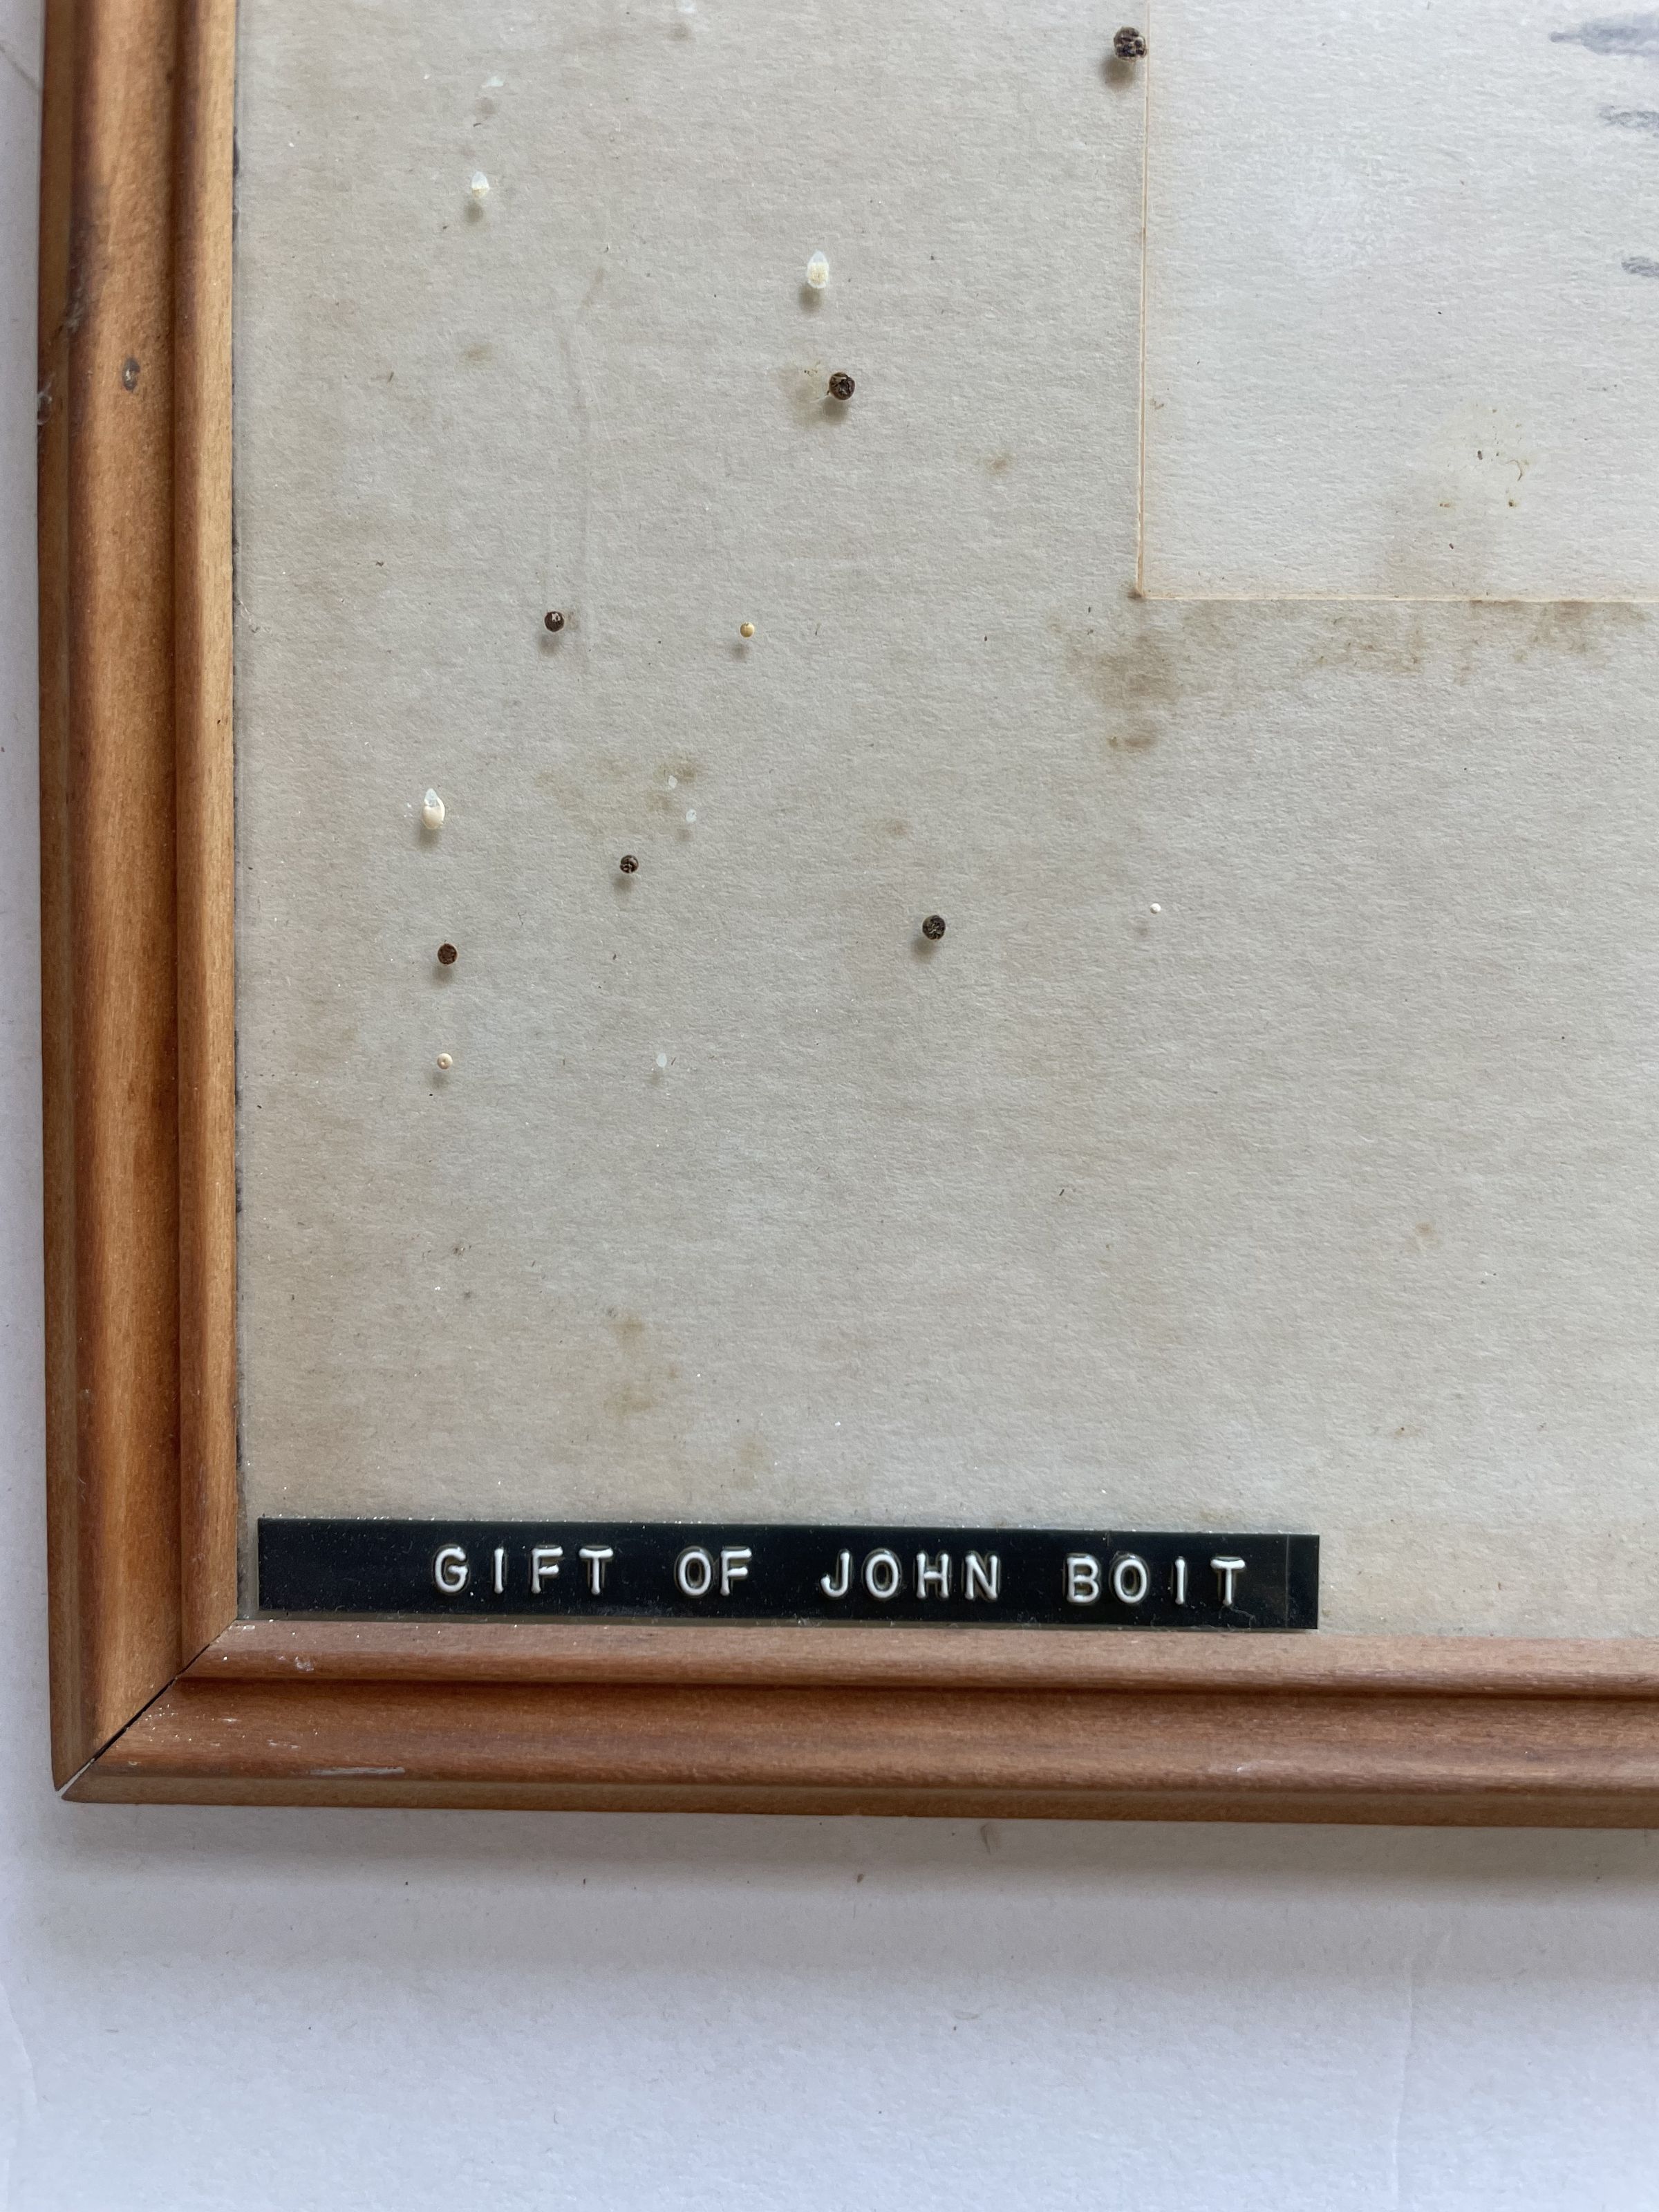 GIFT OF JOHN BOIT